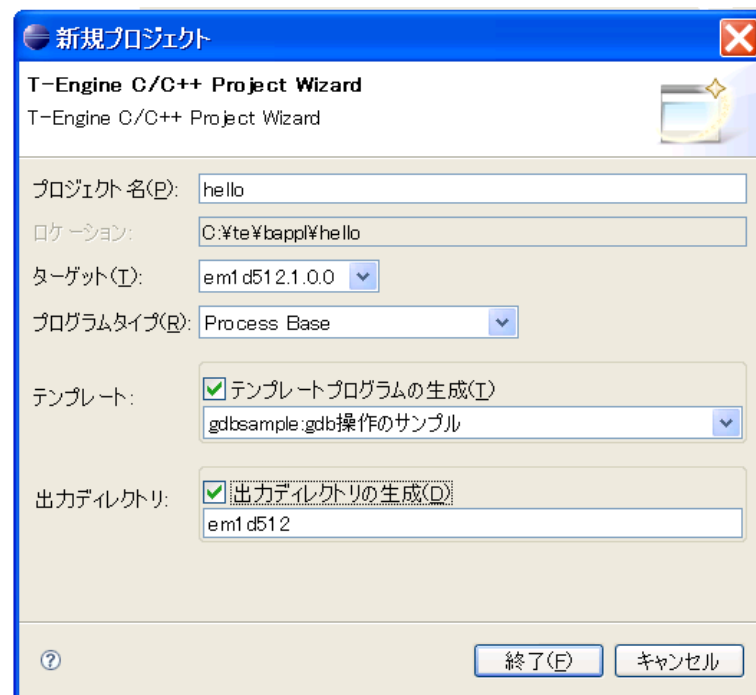 新規プロジェクト
T-Engine C/C++ Project Wizard
T-Engine C/C++ Project Wizard
プロジェクト名(P): hello
ロケーション: C:¥te¥bappl¥hello
ターゲット(T): em1d512.1.0.0
プログラムタイプ(R): Process Base
テンプレート: テンプレートプログラムの生成(T)
gdbsample:gdb操作のサンプル
出力ディレクトリ: 出力ディレクトリの生成(D)
em1d512
終了(F) キャンセル